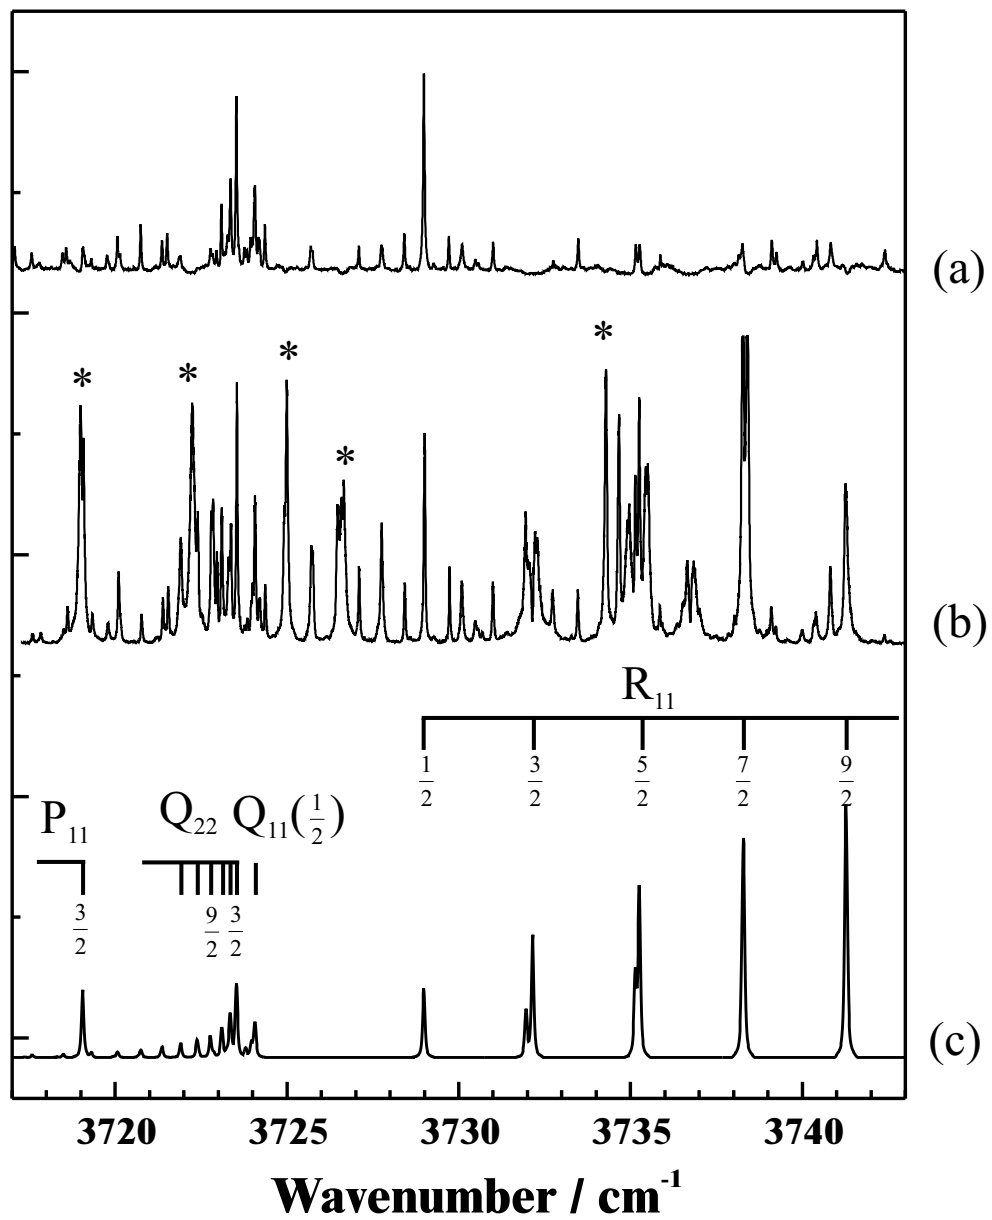 (a)
* * * * *
(b)
R₁₁
1/2 3/2 5/2 7/2 9/2
P₁₁ Q₂₂ Q₁₁(1/2)
3/2 9/2 3/2
(c)
3720 3725 3730 3735 3740
Wavenumber / cm⁻¹